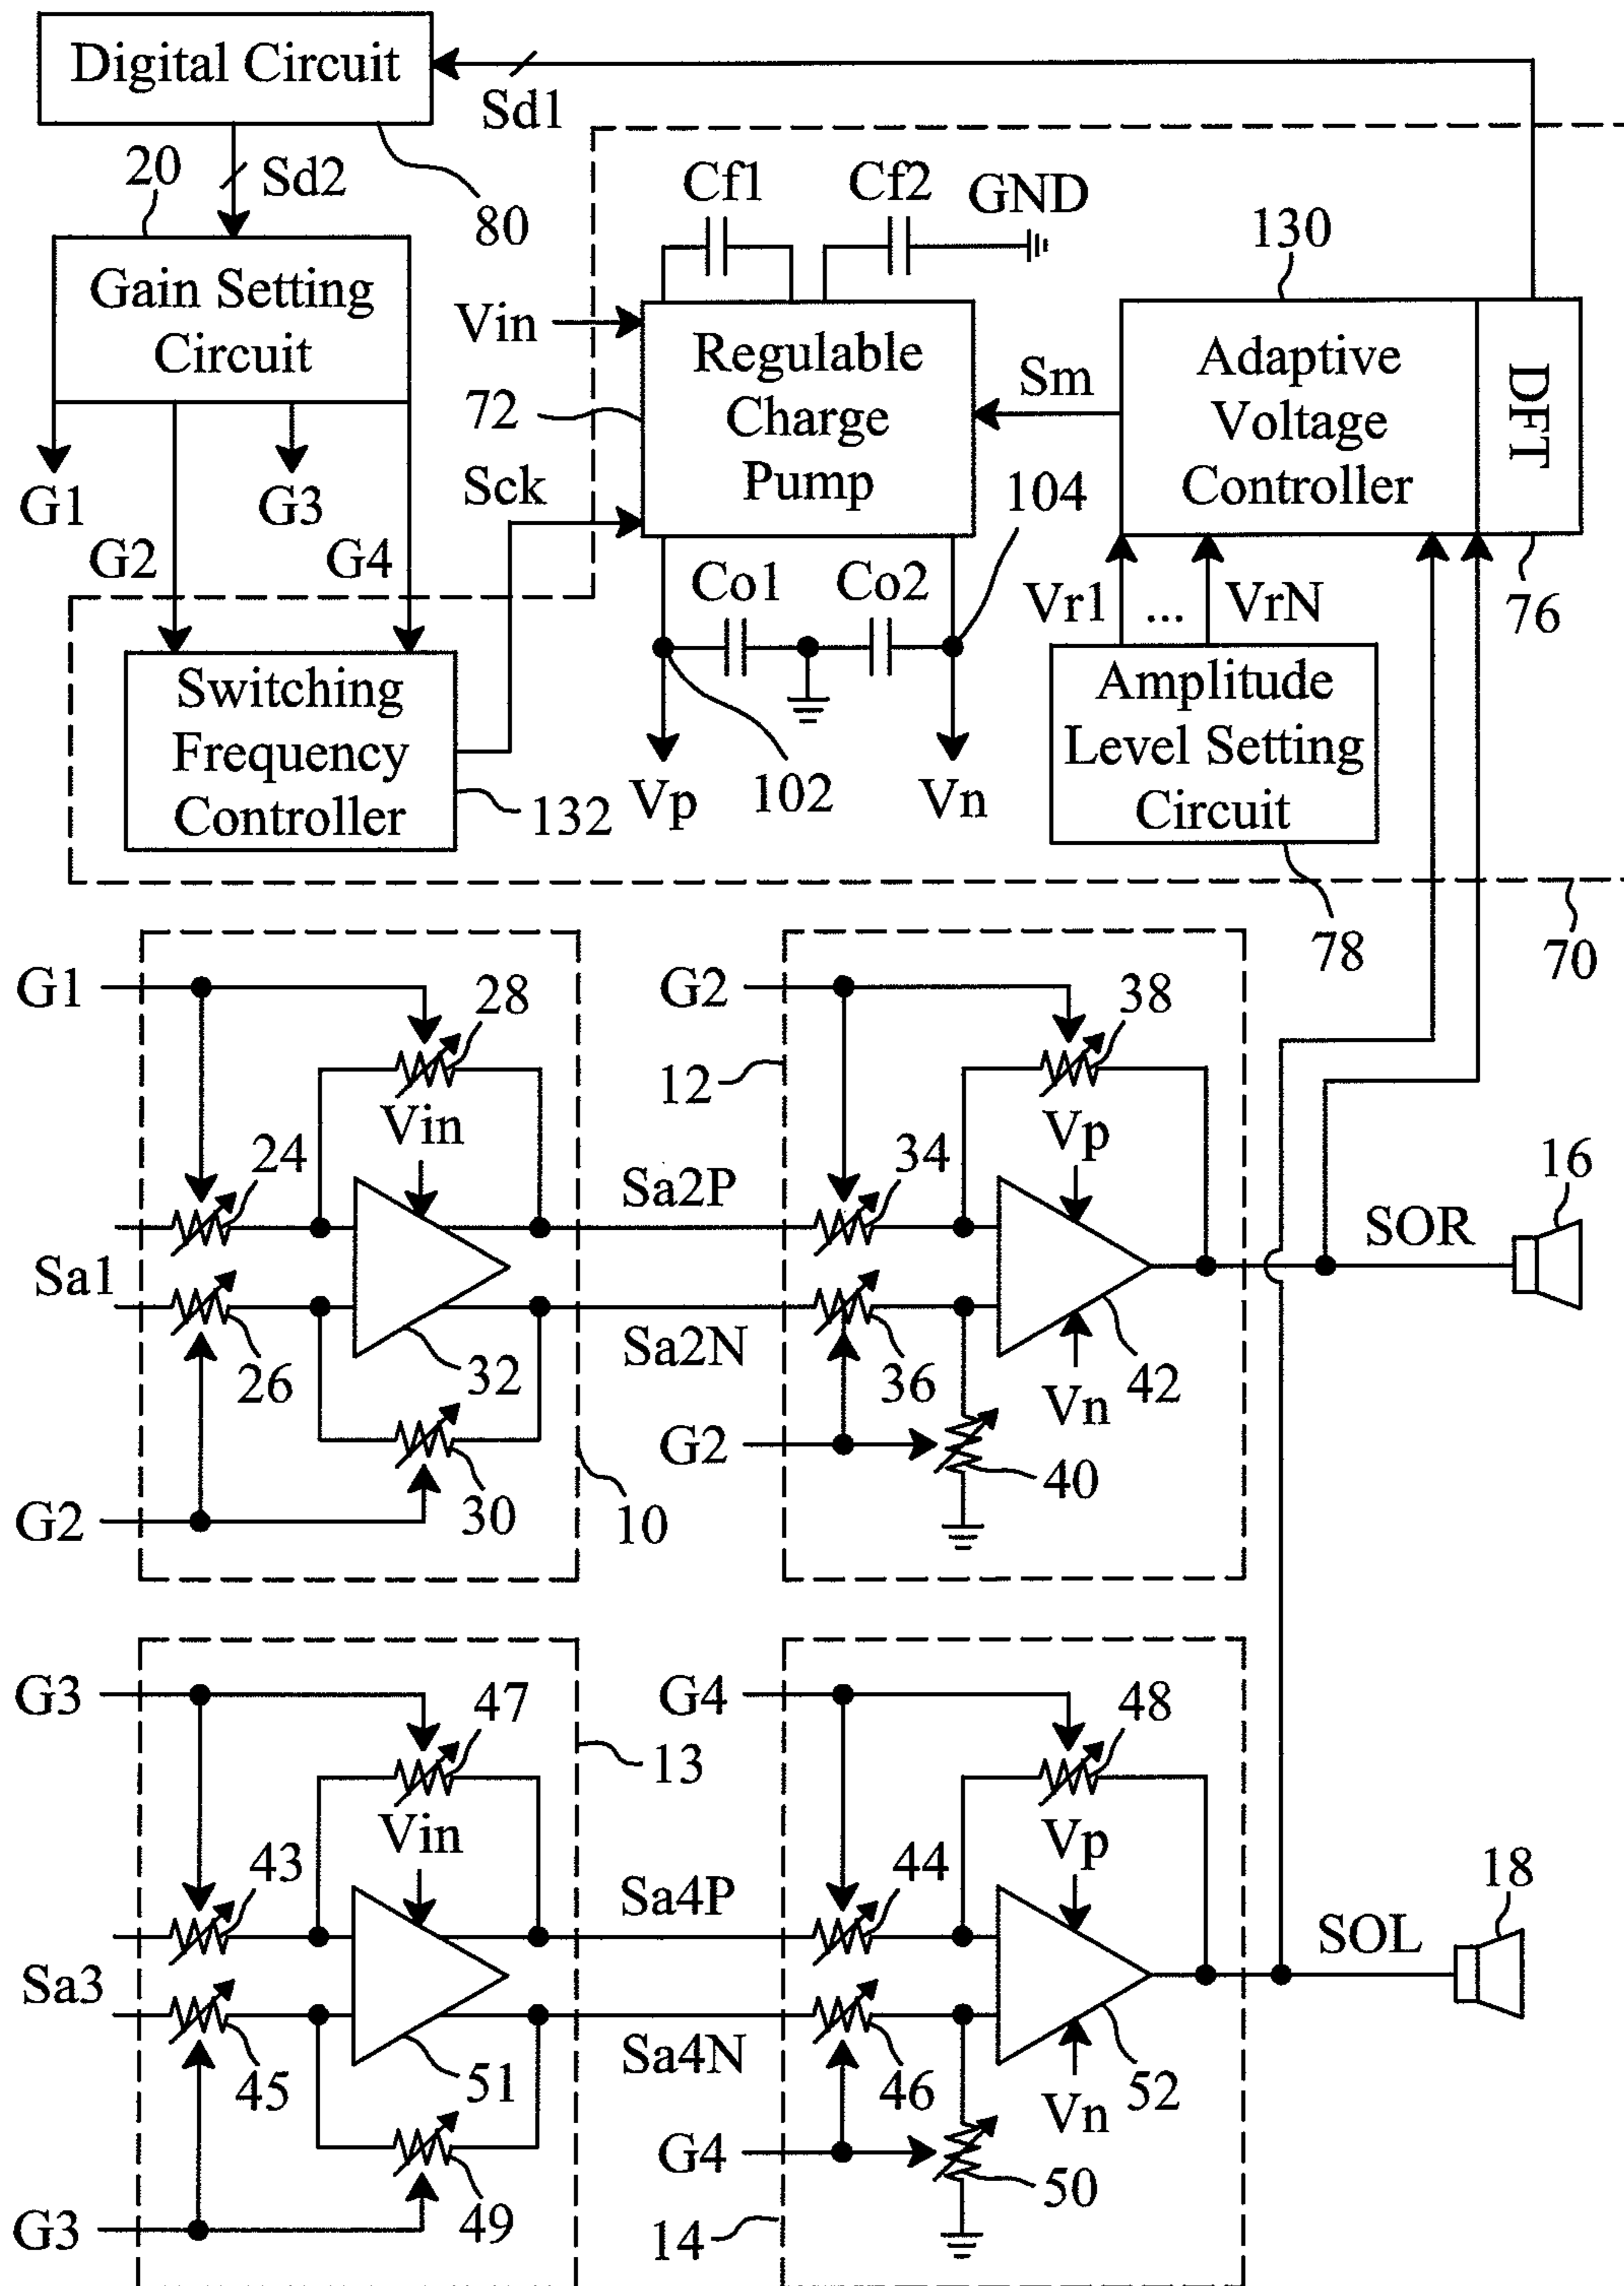 Digital Circuit
Sd1
20
Sd2
80
Cf1
Cf2
GND
130
Gain Setting
Circuit
Vin
Regulable
Charge
Pump
72
Sm
Adaptive
Voltage
Controller
DFT
G1
G3
Sck
104
G2
G4
Co1
Co2
Vr1
...
VrN
76
Switching
Frequency
Controller
132
Vp
102
Vn
Amplitude
Level Setting
Circuit
78
70
G1
28
G2
38
12
Vin
Vp
24
Sa2P
34
16
SOR
Sa1
26
32
Sa2N
36
Vn
42
G2
40
G2
30
10
G3
47
G4
48
13
Vin
Vp
43
Sa4P
44
18
SOL
Sa3
45
51
Sa4N
46
Vn
52
G4
50
G3
49
14